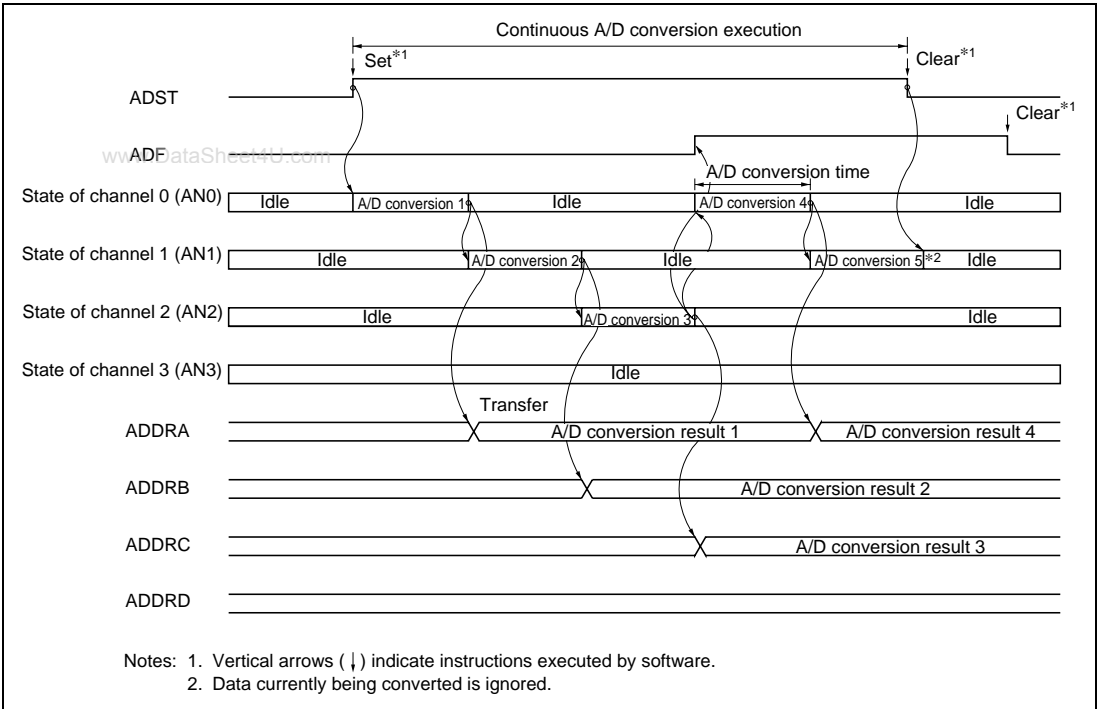 Continuous A/D conversion execution
Set*1
Clear*1
ADST
Clear*1
ADF
www.DataSheet4U.com
A/D conversion time
State of channel 0 (AN0)
Idle
A/D conversion 1
Idle
A/D conversion 4
Idle
State of channel 1 (AN1)
Idle
A/D conversion 2
Idle
A/D conversion 5
*2
Idle
State of channel 2 (AN2)
Idle
A/D conversion 3
Idle
State of channel 3 (AN3)
Idle
Transfer
ADDRA
A/D conversion result 1
A/D conversion result 4
ADDRB
A/D conversion result 2
ADDRC
A/D conversion result 3
ADDRD
Notes: 1. Vertical arrows (↓) indicate instructions executed by software.
2. Data currently being converted is ignored.